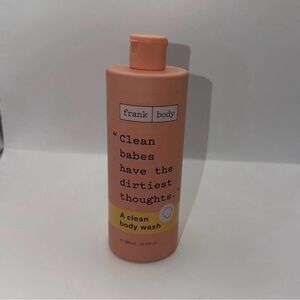 frank body
"Clean
babes
have the
dirtiest
thoughts."
A clean
body wash